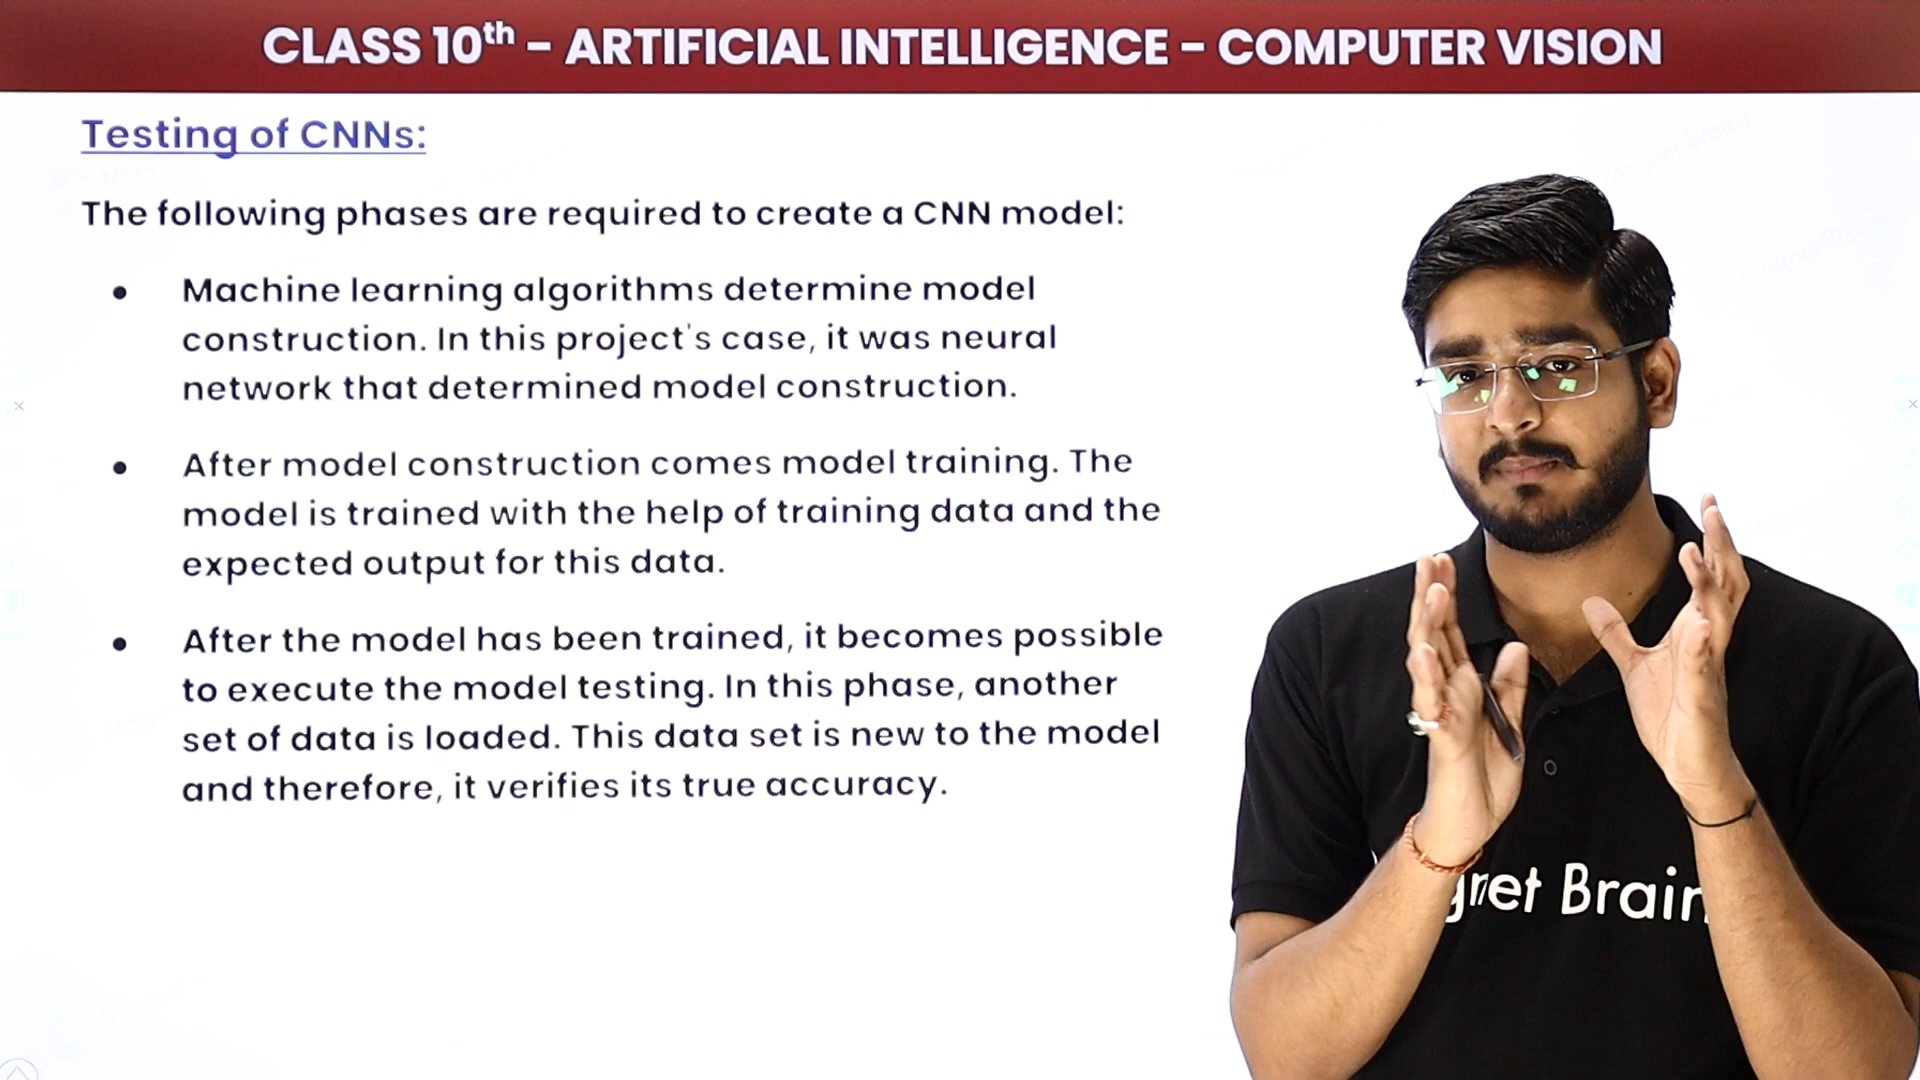 CLASS 10th – ARTIFICIAL INTELLIGENCE – COMPUTER VISION
Testing of CNNs:
The following phases are required to create a CNN model:
• Machine learning algorithms determine model
construction. In this project's case, it was neural
network that determined model construction.
• After model construction comes model training. The
model is trained with the help of training data and the
expected output for this data.
• After the model has been trained, it becomes possible
to execute the model testing. In this phase, another
set of data is loaded. This data set is new to the model
and therefore, it verifies its true accuracy.
gnet Brain